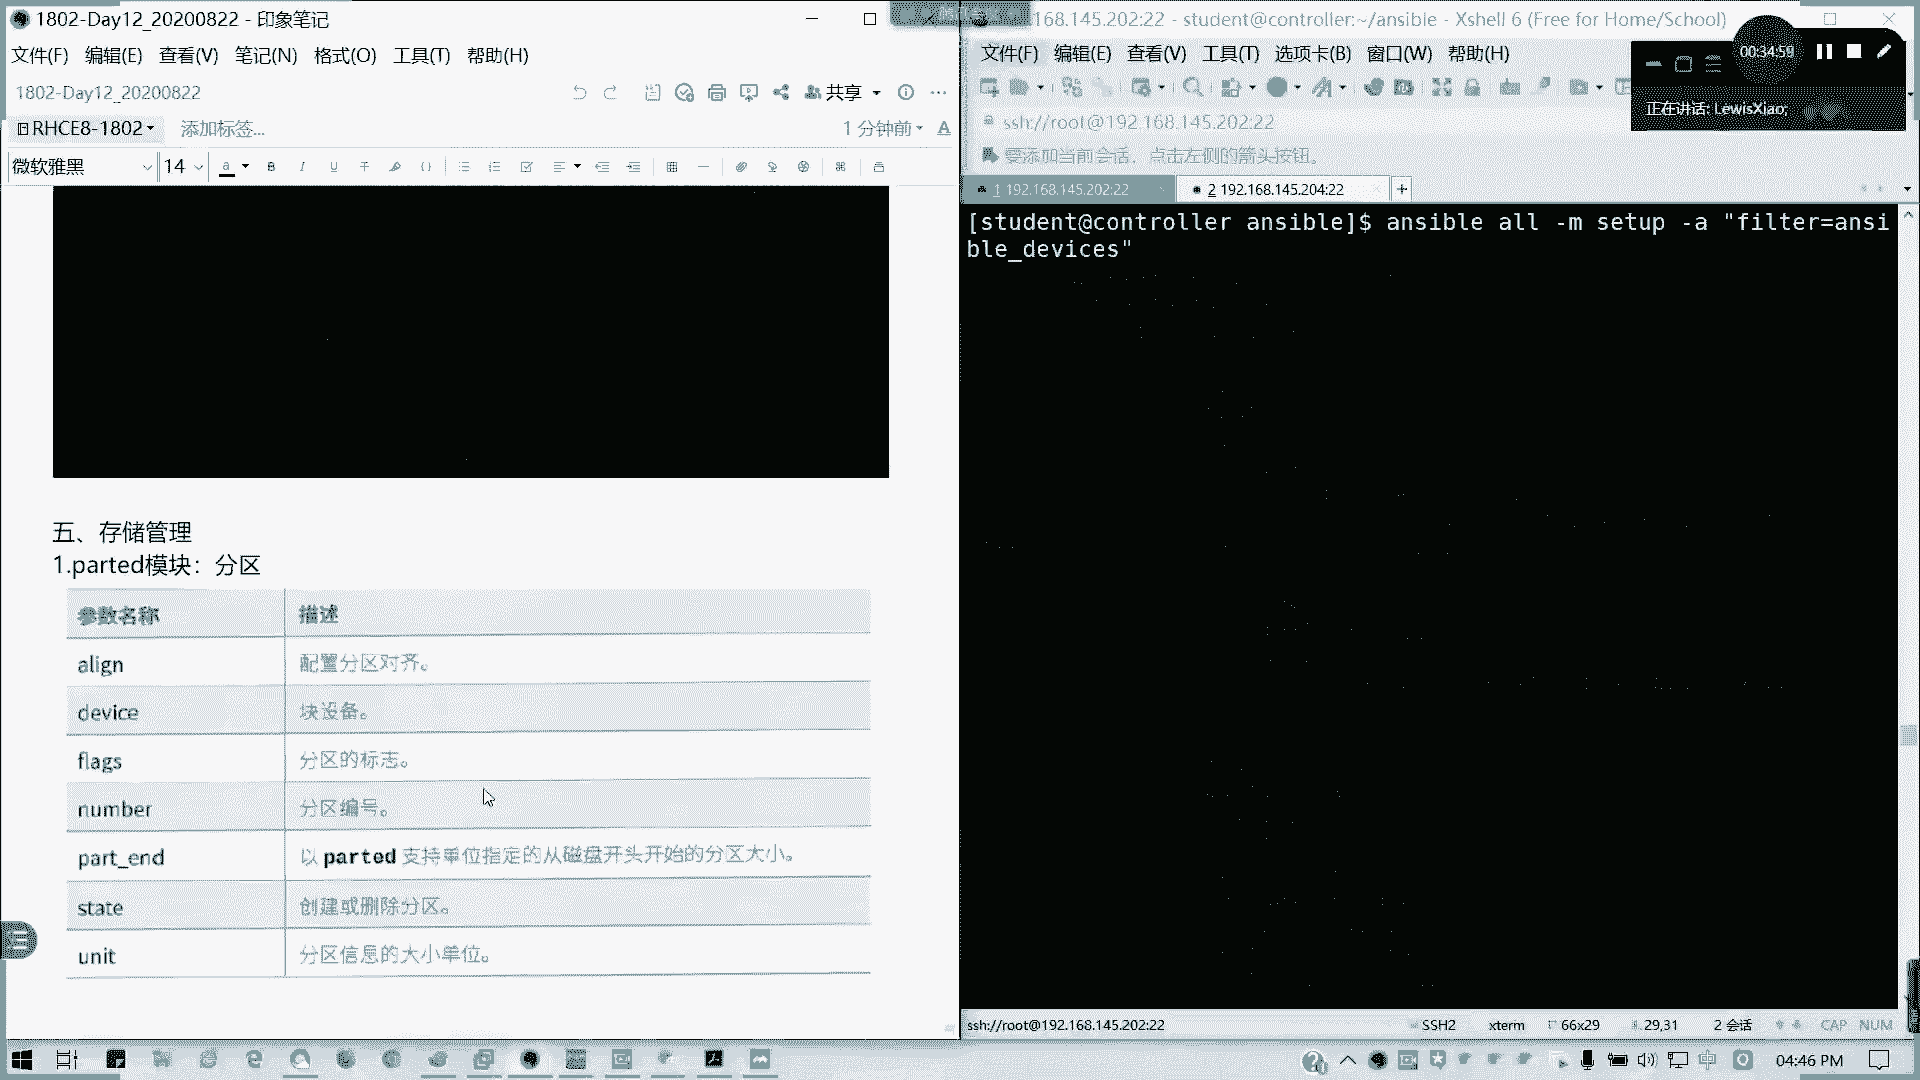 1802-Day12_20200822 - 印象笔记
文件(F) 编辑(E) 查看(V) 笔记(N) 格式(O) 工具(T) 帮助(H)
1802-Day12_20200822
共享
RHCE8-1802
添加标签...
1 分钟前
微软雅黑
14
五、存储管理
1.parted模块：分区
参数名称 描述
align 配置分区对齐。
device 块设备。
flags 分区的标志。
number 分区编号。
part_end 以 parted 支持单位指定的从磁盘开头开始的分区大小。
state 创建或删除分区。
unit 分区信息的大小单位。
168.145.202:22 - student@controller:~/ansible - Xshell 6 (Free for Home/School)
文件(F) 编辑(E) 查看(V) 工具(T) 选项卡(B) 窗口(W) 帮助(H)
00:34:59
正在讲话: LewisXiao;
ssh://root@192.168.145.202:22
要添加当前会话，点击左侧的箭头按钮。
1 192.168.145.202:22
2 192.168.145.204:22
[student@controller ansible]$ ansible all -m setup -a "filter=ansi
ble_devices"
ssh://root@192.168.145.202:22
SSH2
xterm
66x29
29,31
2 会话
CAP NUM
中
04:46 PM